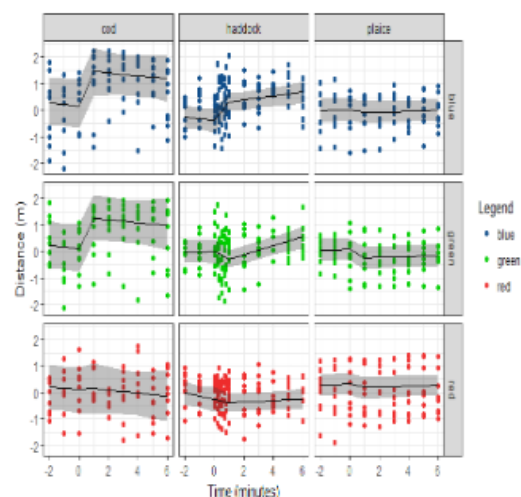 cod haddock plaice
2
1
0
-1
-2
blue
Distance (m)
2
1
0
-1
-2
green
Legend
blue
green
red
2
1
0
-1
-2
red
-2 0 2 4 6 -2 0 2 4 6 -2 0 2 4 6
Time (minutes)